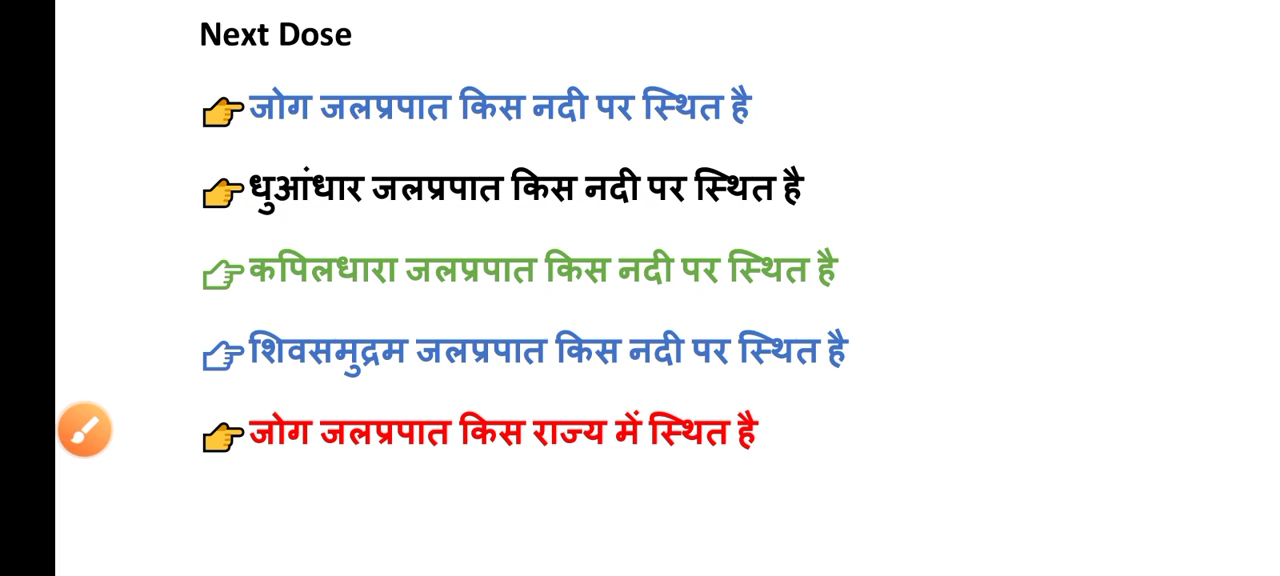 Next Dose
👉जोग जलप्रपात किस नदी पर स्थित है
👉धुआंधार जलप्रपात किस नदी पर स्थित है
👉कपिलधारा जलप्रपात किस नदी पर स्थित है
👉शिवसमुद्रम जलप्रपात किस नदी पर स्थित है
👉जोग जलप्रपात किस राज्य में स्थित है